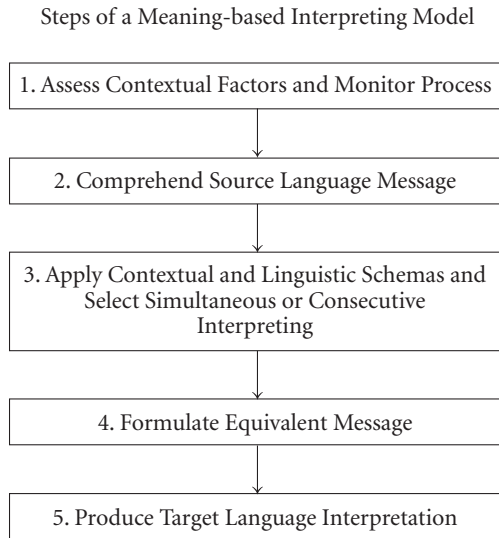 Steps of a Meaning-based Interpreting Model
1. Assess Contextual Factors and Monitor Process
2. Comprehend Source Language Message
3. Apply Contextual and Linguistic Schemas and
Select Simultaneous or Consecutive
Interpreting
4. Formulate Equivalent Message
5. Produce Target Language Interpretation